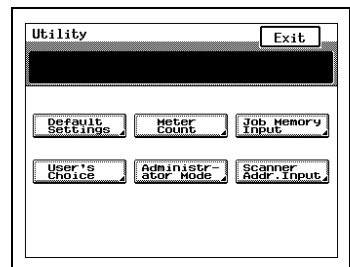 Utility
Exit
Default
Settings
Meter
Count
Job Memory
Input
User's
Choice
Administr-
ator Mode
Scanner
Addr.Input